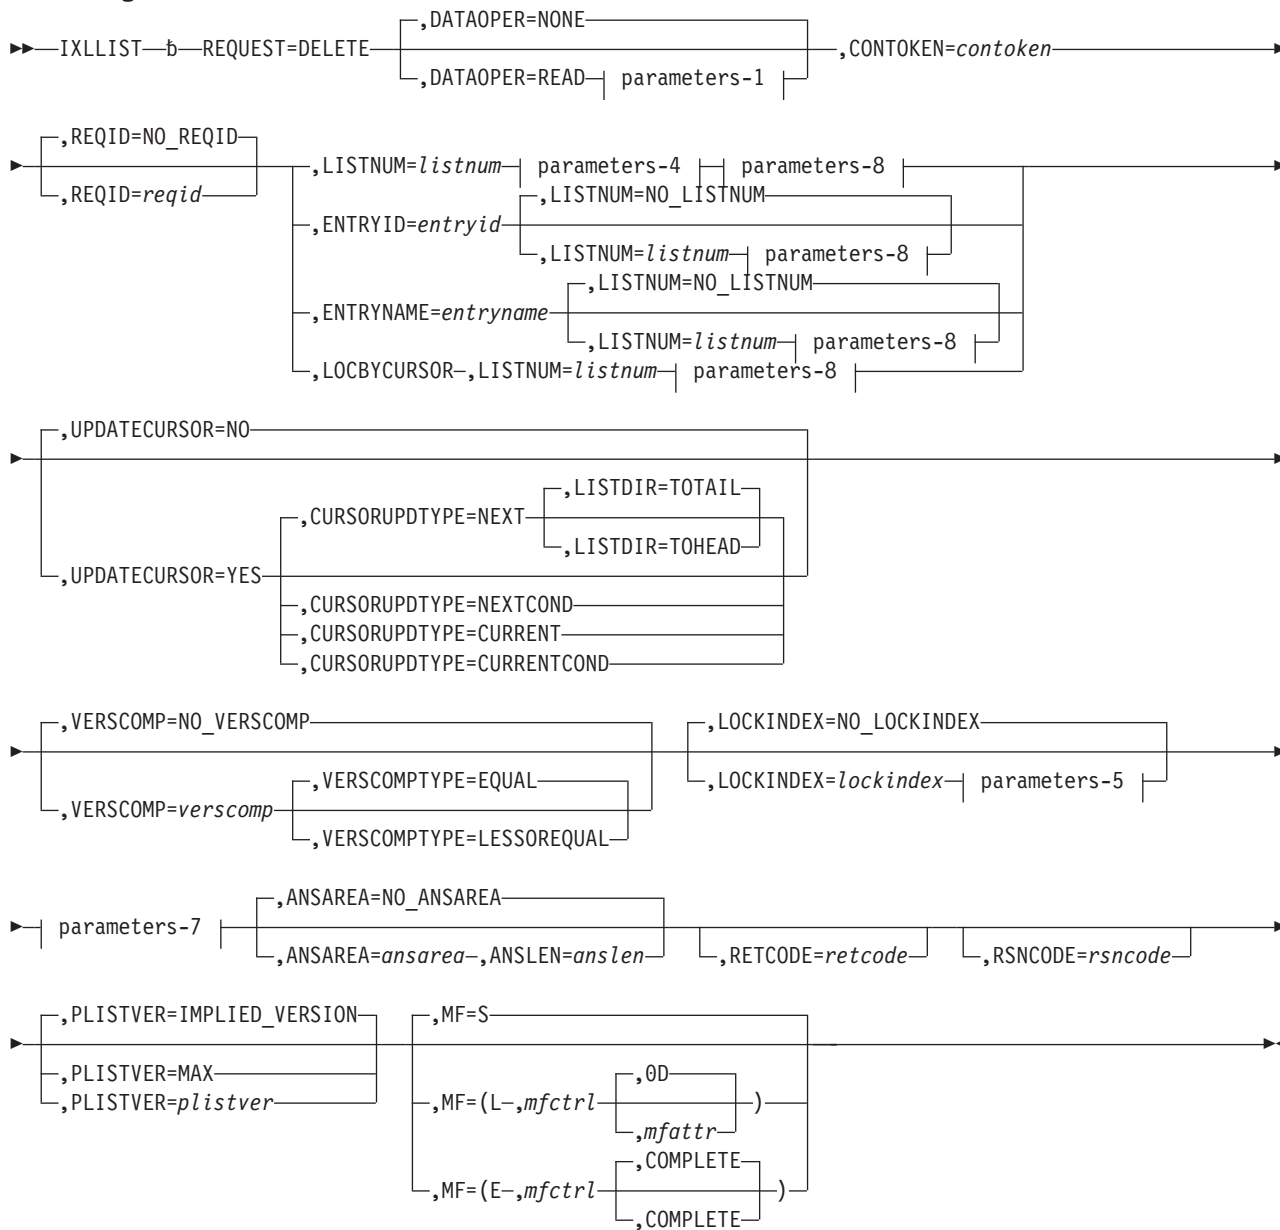 ,DATAOPER=NONE
IXLLIST ƀ REQUEST=DELETE ,CONTOKEN=contoken
,DATAOPER=READ parameters-1
,REQID=NO_REQID
,LISTNUM=listnum parameters-4 parameters-8
,REQID=reqid ,LISTNUM=NO_LISTNUM
,ENTRYID=entryid
,LISTNUM=listnum parameters-8
,LISTNUM=NO_LISTNUM
,ENTRYNAME=entryname
,LISTNUM=listnum parameters-8
,LOCBYCURSOR ,LISTNUM=listnum parameters-8
,UPDATECURSOR=NO
,LISTDIR=TOTAIL
,CURSORUPDTYPE=NEXT
,LISTDIR=TOHEAD
,UPDATECURSOR=YES
,CURSORUPDTYPE=NEXTCOND
,CURSORUPDTYPE=CURRENT
,CURSORUPDTYPE=CURRENTCOND
,VERSCOMP=NO_VERSCOMP ,LOCKINDEX=NO_LOCKINDEX
,VERSCOMPTYPE=EQUAL ,LOCKINDEX=lockindex parameters-5
,VERSCOMP=verscomp
,VERSCOMPTYPE=LESSOREQUAL
,ANSAREA=NO_ANSAREA
parameters-7
,ANSAREA=ansarea ,ANSLEN=anslen ,RETCODE=retcode ,RSNCODE=rsncode
,PLISTVER=IMPLIED_VERSION ,MF=S
,PLISTVER=MAX ,0D
,PLISTVER=plistver ,MF=(L ,mfctrl )
,mfattr
,COMPLETE
,MF=(E ,mfctrl )
,COMPLETE